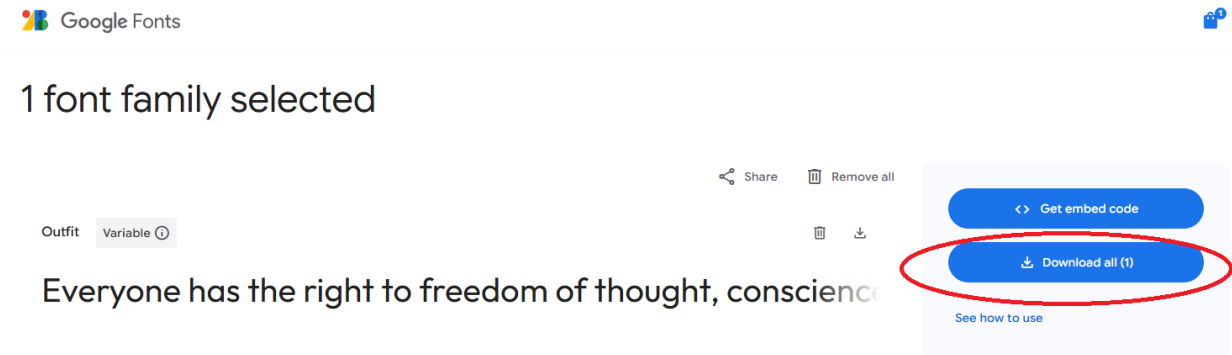 Google Fonts
1
1 font family selected
Share
Remove all
Get embed code
Outfit
Variable
Download all (1)
Everyone has the right to freedom of thought, conscience
See how to use